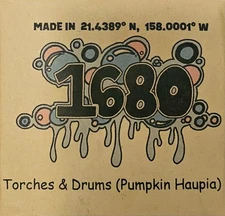 MADE IN 21.4389° N, 158.0001° W
1680
Torches & Drums (Pumpkin Haupia)